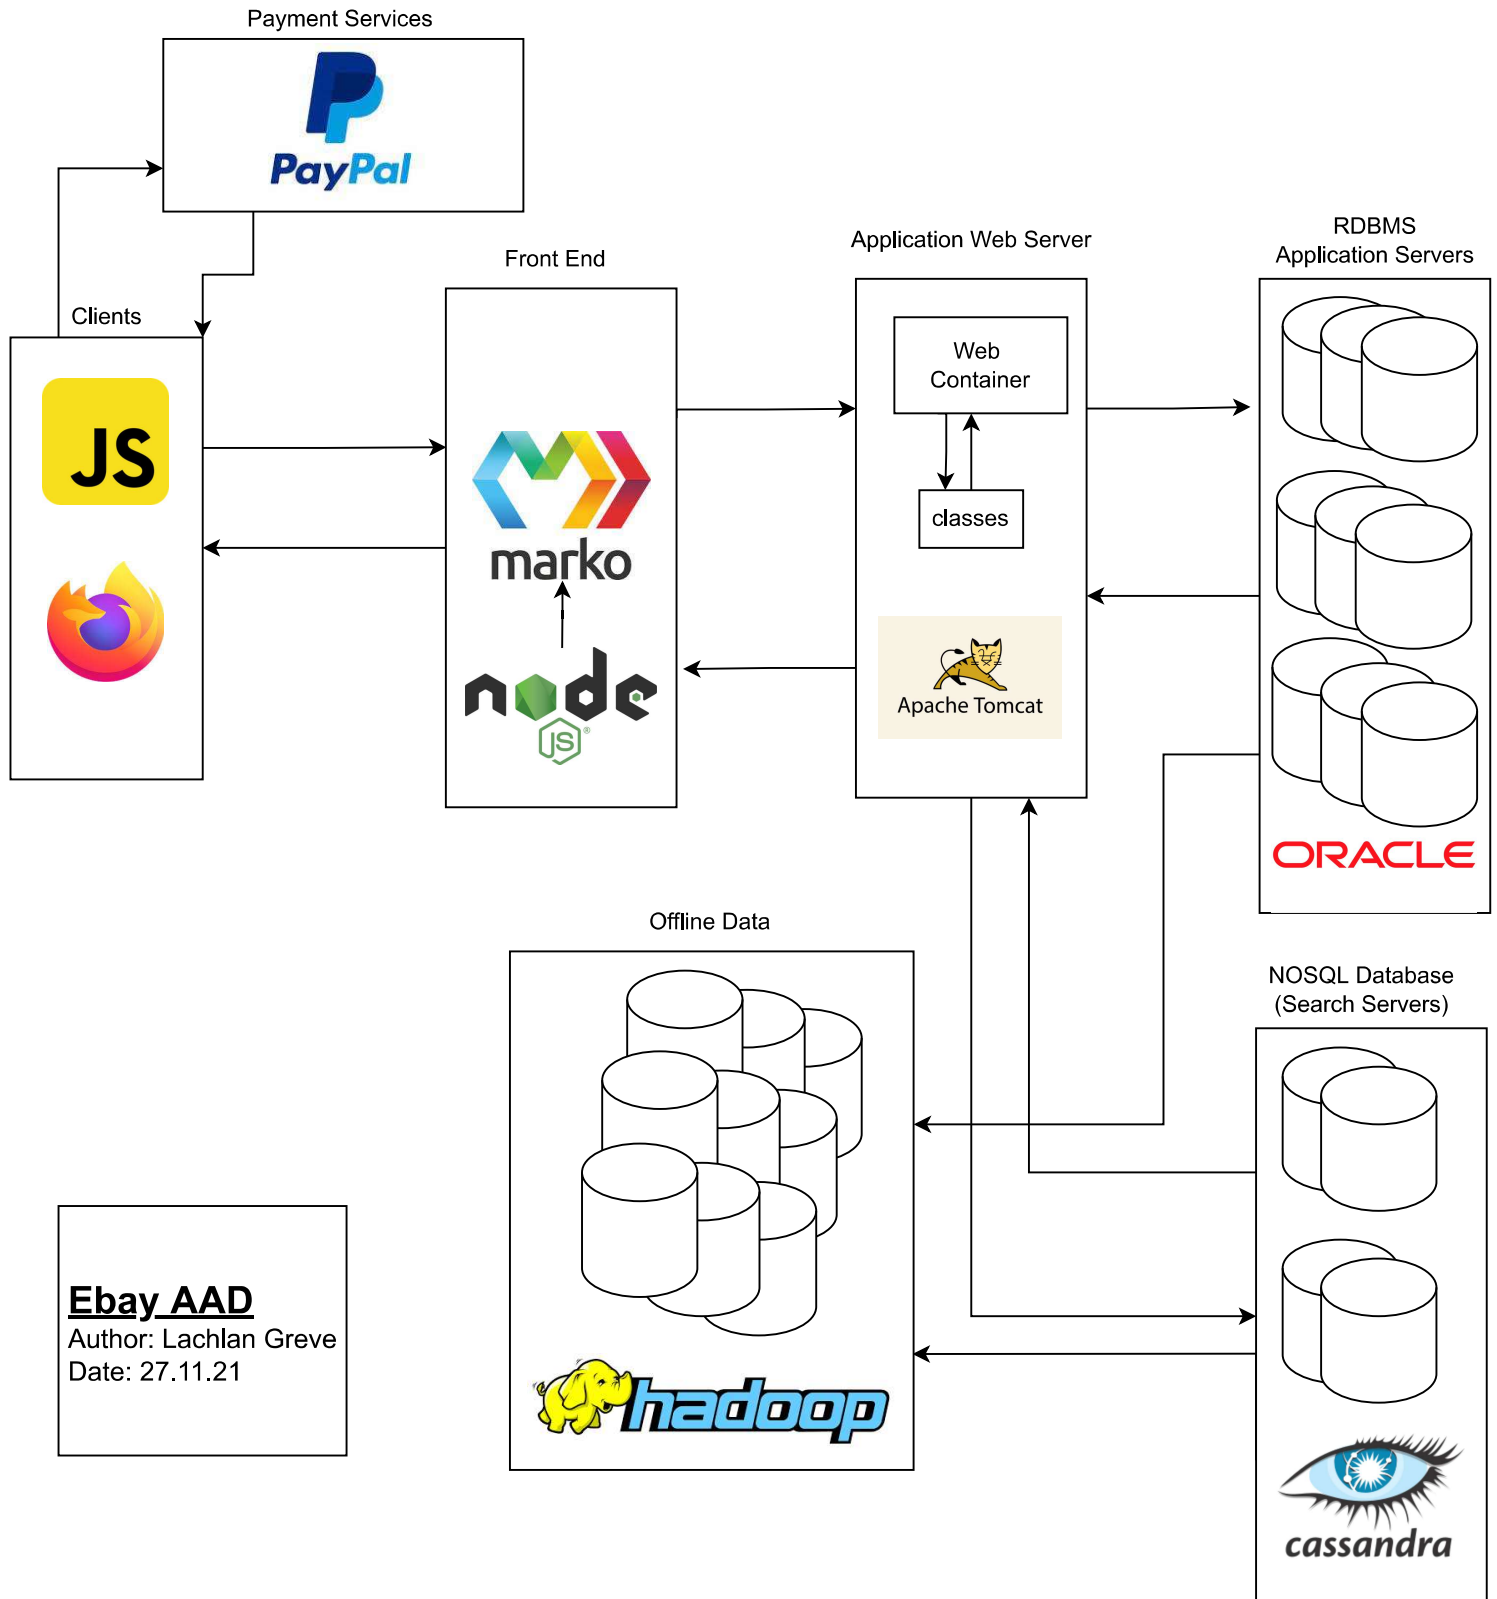 Payment Services
PayPal
Clients
JS
Front End
marko
node
JS
®
Application Web Server
Web
Container
classes
Apache Tomcat
RDBMS
Application Servers
ORACLE
Offline Data
hadoop
NOSQL Database
(Search Servers)
cassandra
Ebay AAD
Author: Lachlan Greve
Date: 27.11.21